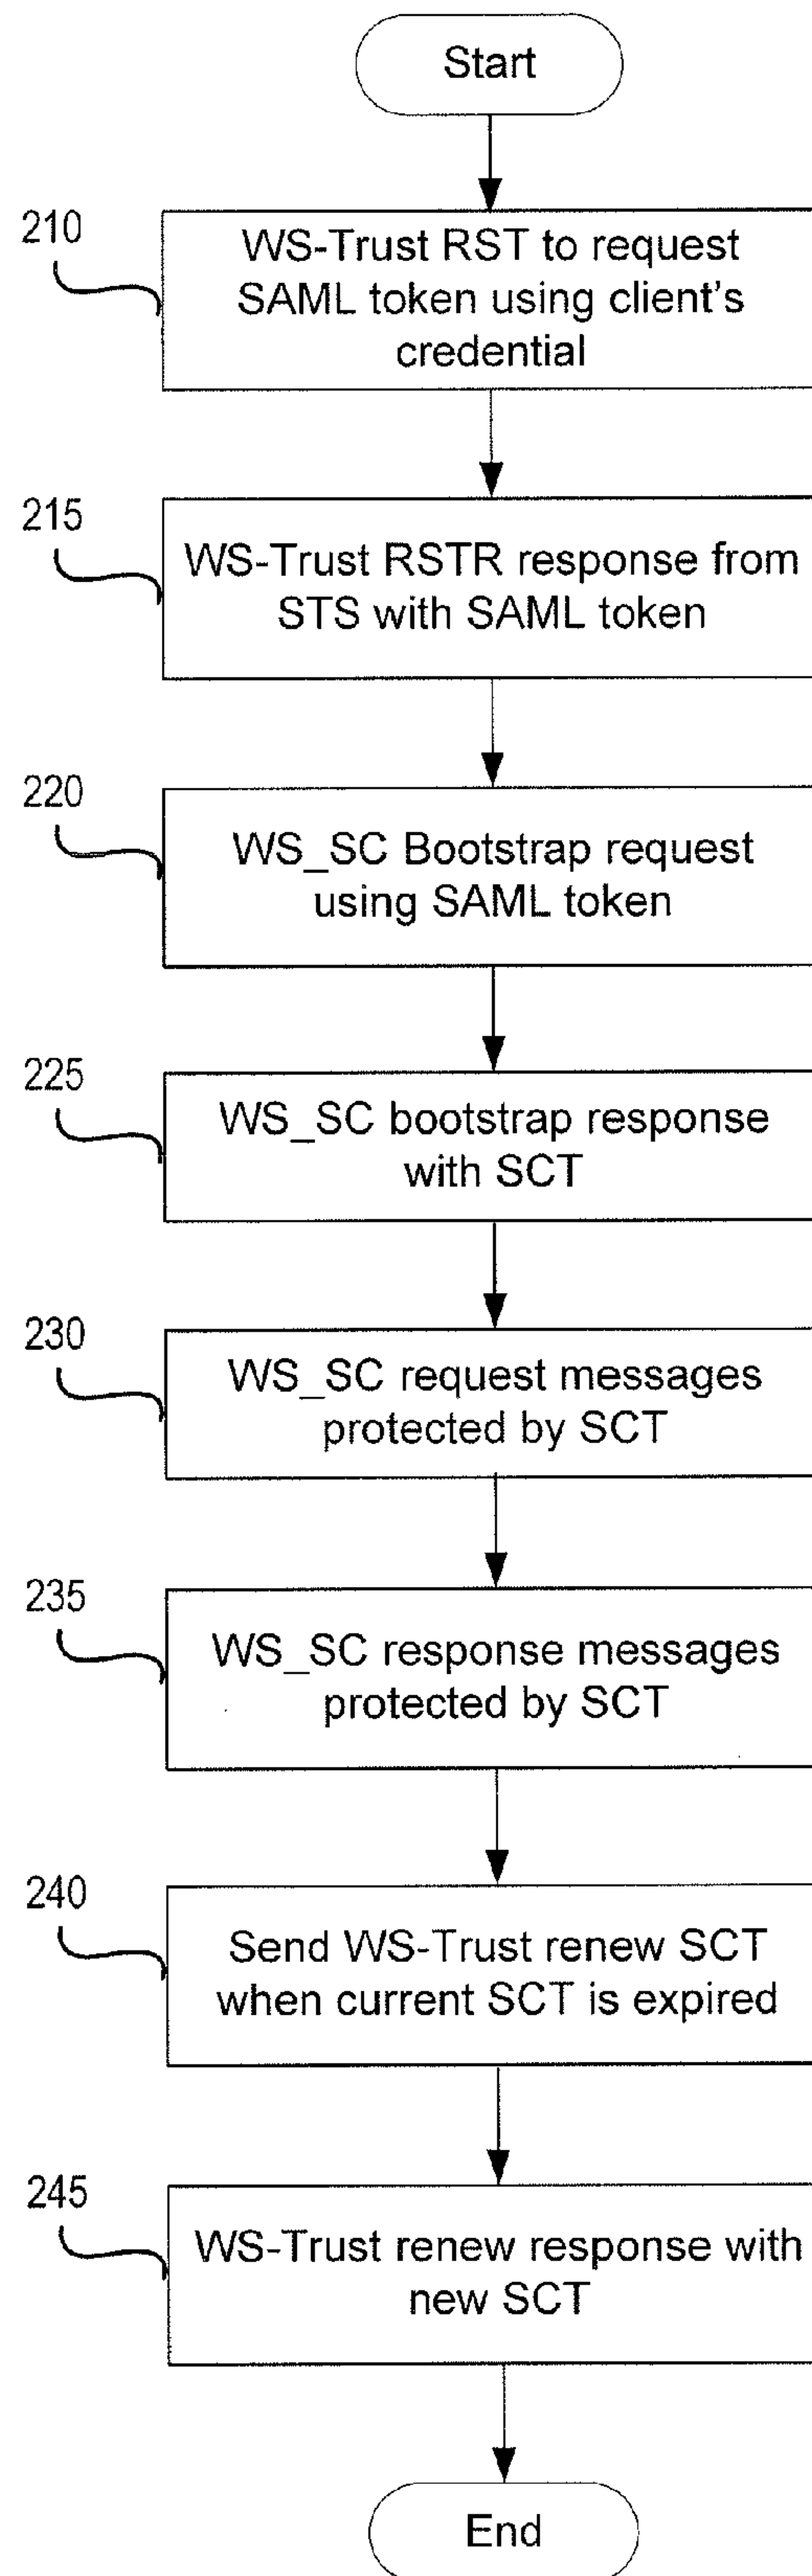 Start
210
WS-Trust RST to request
SAML token using client's
credential
215
WS-Trust RSTR response from
STS with SAML token
220
WS_SC Bootstrap request
using SAML token
225
WS_SC bootstrap response
with SCT
230
WS_SC request messages
protected by SCT
235
WS_SC response messages
protected by SCT
240
Send WS-Trust renew SCT
when current SCT is expired
245
WS-Trust renew response with
new SCT
End